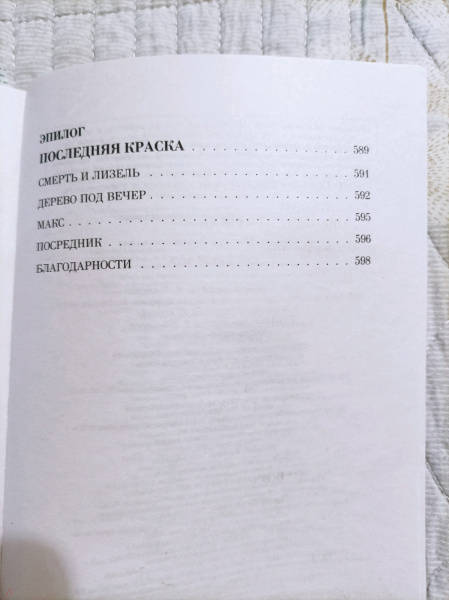 ЭПИЛОГ
ПОСЛЕДНЯЯ КРАСКА . . . . . . . . . . . . . . . . 589
СМЕРТЬ И ЛИЗЕЛЬ . . . . . . . . . . . . . . . . . . . 591
ДЕРЕВО ПОД ВЕЧЕР . . . . . . . . . . . . . . . . . . 592
МАКС . . . . . . . . . . . . . . . . . . . . . . . . . . . . 595
ПОСРЕДНИК . . . . . . . . . . . . . . . . . . . . . . . 596
БЛАГОДАРНОСТИ . . . . . . . . . . . . . . . . . . . 598